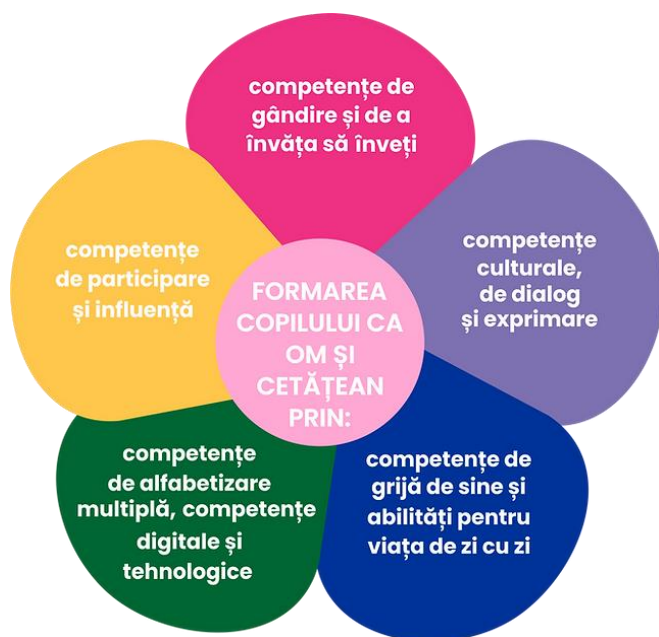 competențe de
gândire și de a
învăța să înveți
competențe
culturale,
de dialog
și exprimare
competențe de
grijă de sine și
abilități pentru
viața de zi cu zi
competențe
de alfabetizare
multiplă, competențe
digitale și
tehnologice
competențe
de participare
și influență
FORMAREA
COPILULUI CA
OM ȘI
CETĂȚEAN
PRIN: